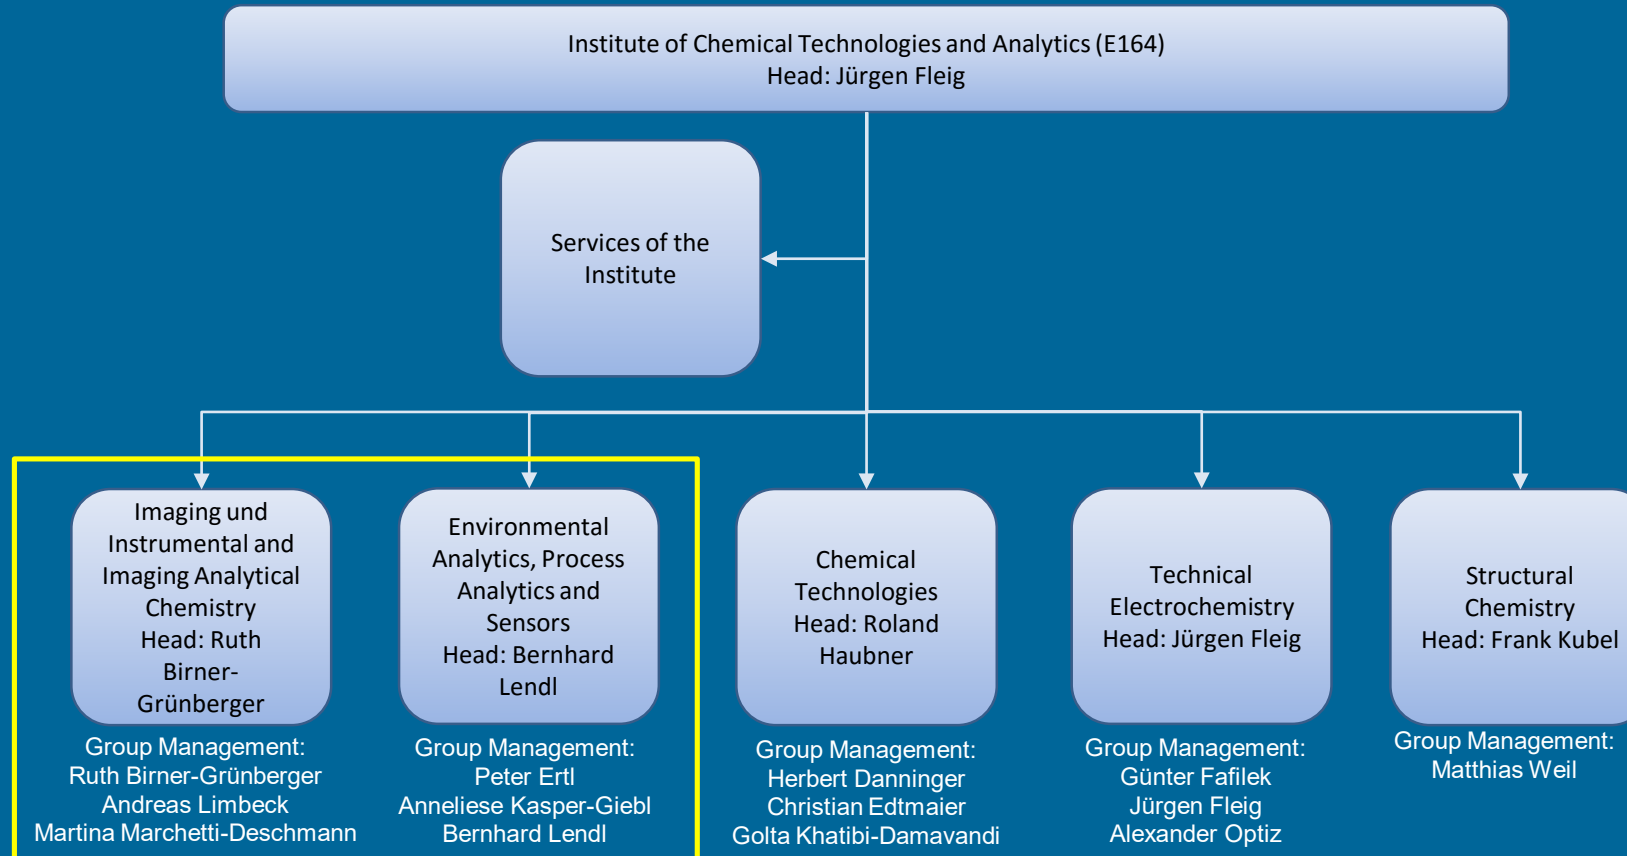 Institute of Chemical Technologies and Analytics (E164)
Head: Jürgen Fleig
Services of the
Institute
Imaging und
Instrumental and
Imaging Analytical
Chemistry
Head: Ruth
Birner-
Grünberger
Group Management:
Ruth Birner-Grünberger
Andreas Limbeck
Martina Marchetti-Deschmann
Environmental
Analytics, Process
Analytics and
Sensors
Head: Bernhard
Lendl
Group Management:
Peter Ertl
Anneliese Kasper-Giebl
Bernhard Lendl
Chemical
Technologies
Head: Roland
Haubner
Group Management:
Herbert Danninger
Christian Edtmaier
Golta Khatibi-Damavandi
Technical
Electrochemistry
Head: Jürgen Fleig
Group Management:
Günter Fafilek
Jürgen Fleig
Alexander Optiz
Structural
Chemistry
Head: Frank Kubel
Group Management:
Matthias Weil